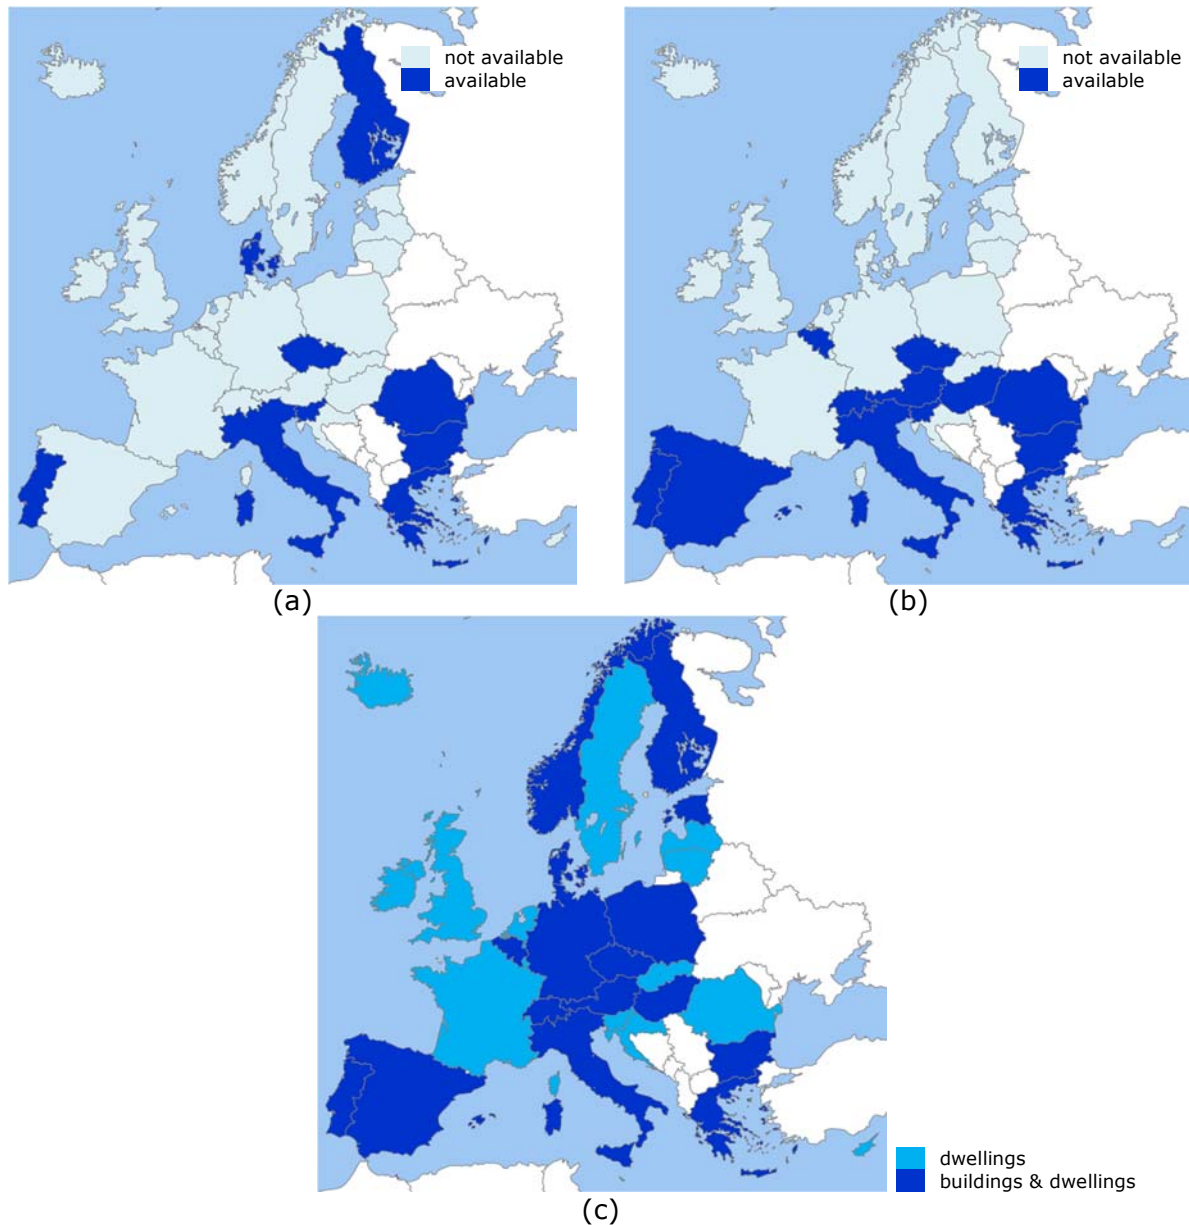 not available
available
not available
available
(a)
(b)
dwellings
buildings & dwellings
(c)